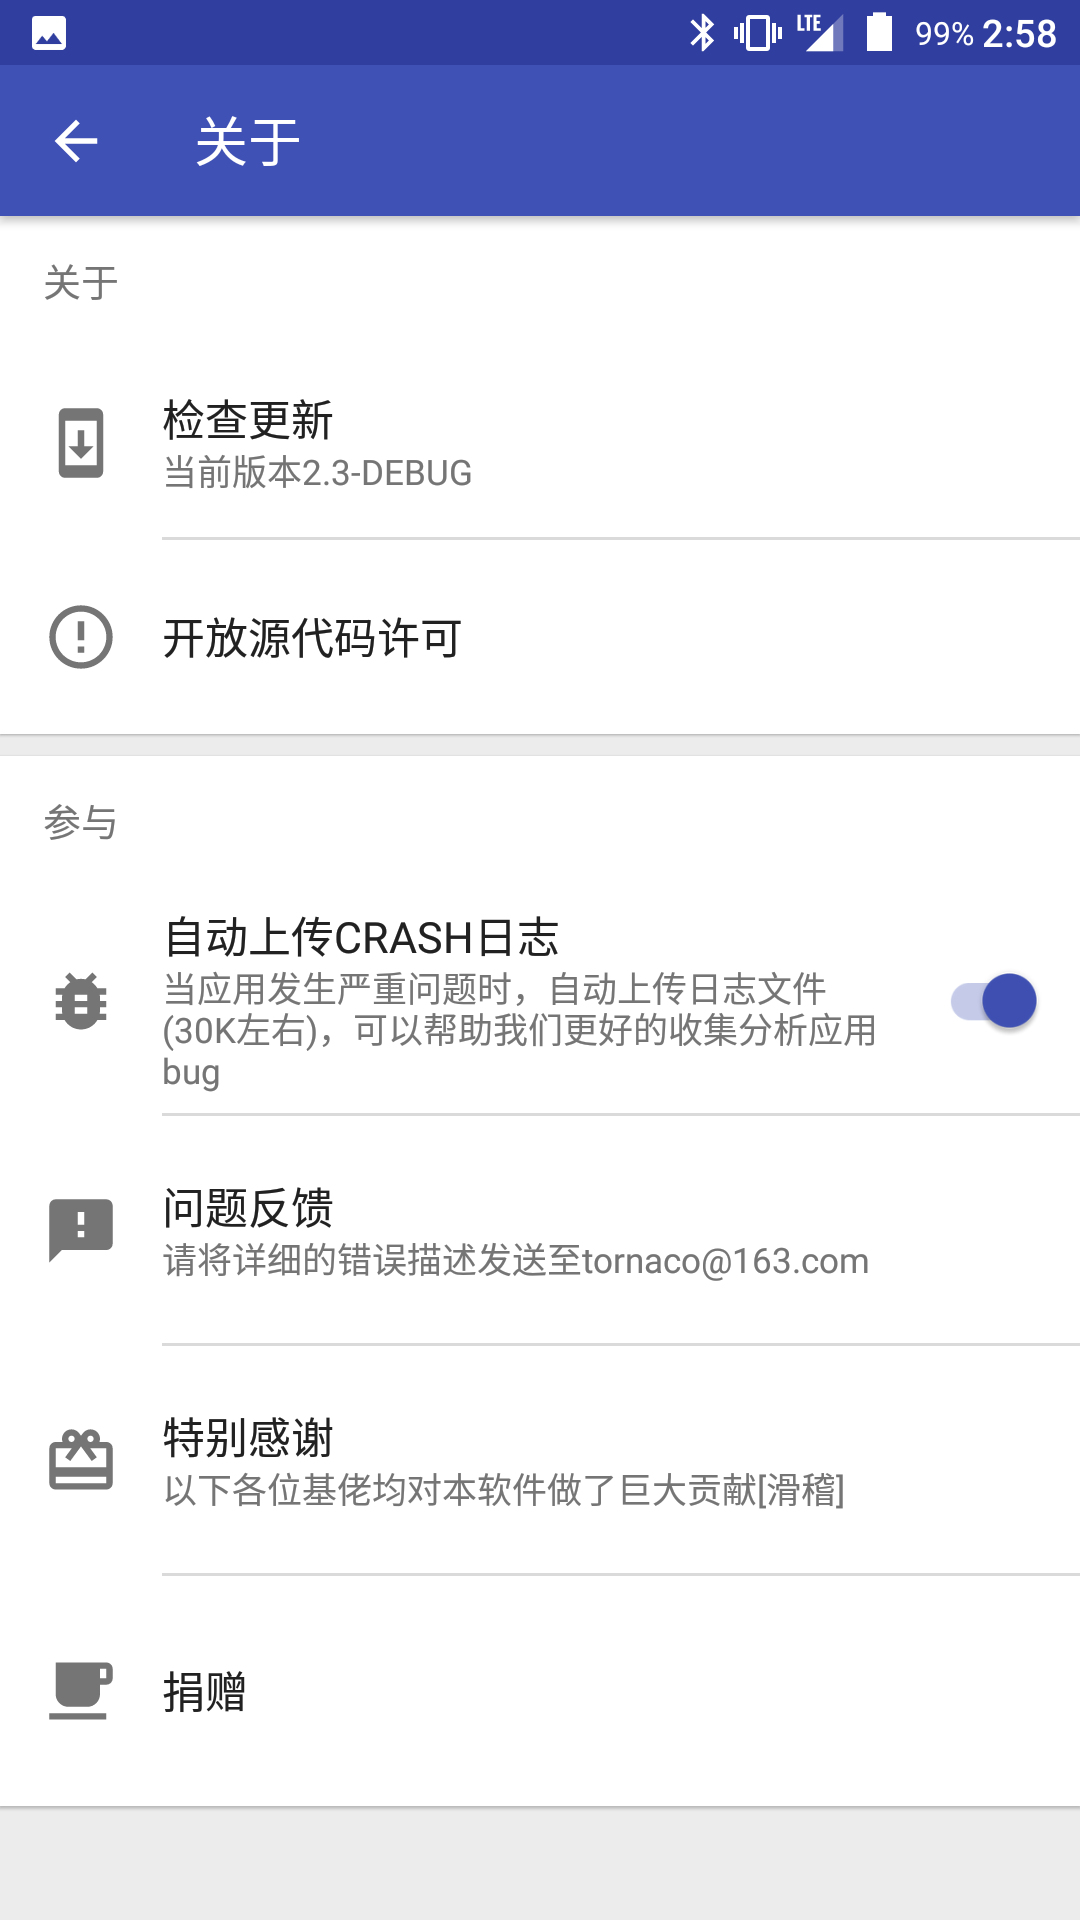 LTE 99% 2:58
关于
关于
检查更新
当前版本2.3-DEBUG
开放源代码许可
参与
自动上传CRASH日志
当应用发生严重问题时，自动上传日志文件
(30K左右)，可以帮助我们更好的收集分析应用
bug
问题反馈
请将详细的错误描述发送至tornaco@163.com
特别感谢
以下各位基佬均对本软件做了巨大贡献[滑稽]
捐赠